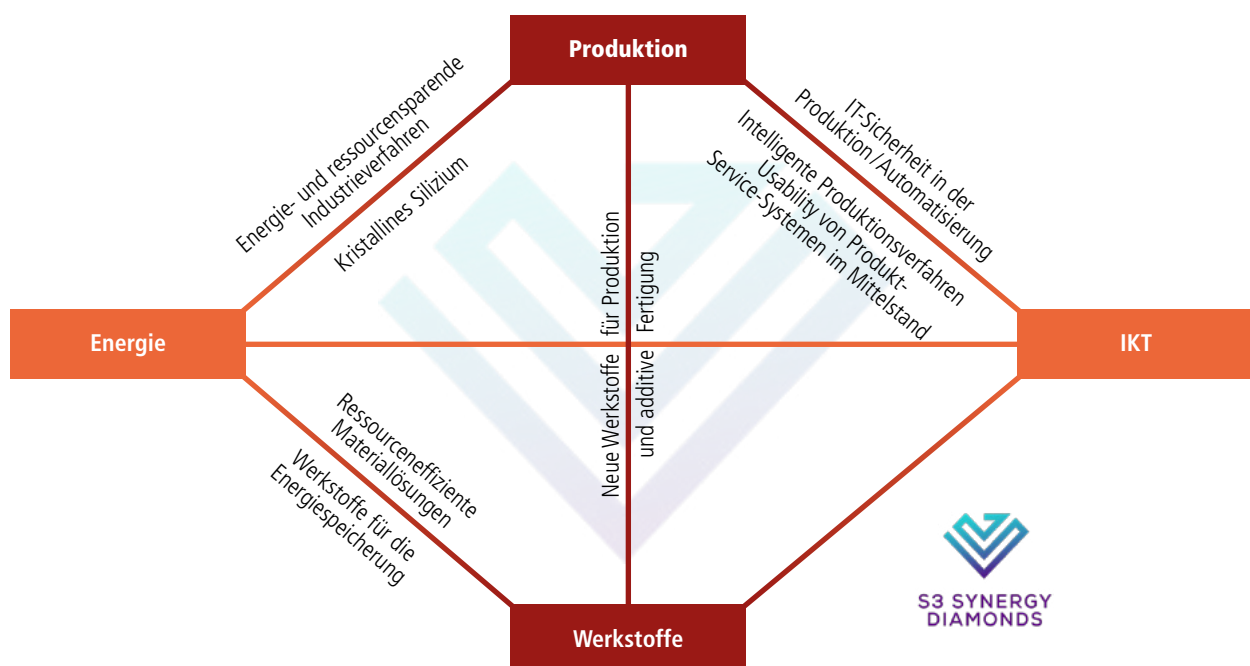 Produktion
Energie- und ressourcensparende
Industrieverfahren
Kristallines Silizium
IT-Sicherheit in der
Produktion/Automatisierung
Intelligente Produktionsverfahren
Usability von Produkt-
Service-Systemen im Mittelstand
Neue Werkstoffe für Produktion
und additive Fertigung
Energie
IKT
Ressourceneffiziente
Materiallösungen
Werkstoffe für die
Energiespeicherung
Werkstoffe
S3 SYNERGY
DIAMONDS